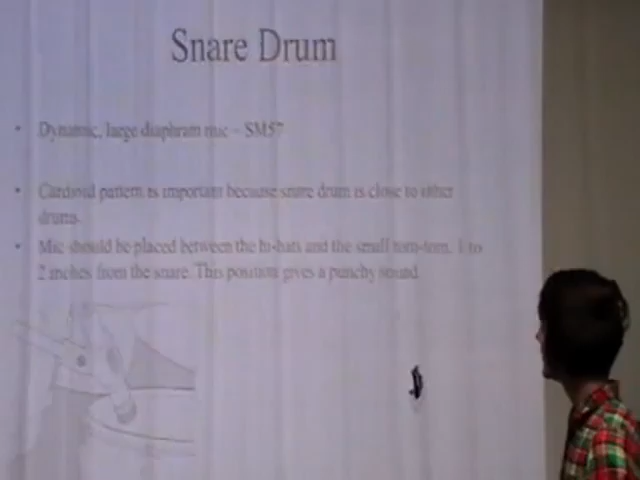 Snare Drum
• Dynamic, large diaphram mic – SM57
• Cardioid pattern is important because snare drum is close to other
drums.
• Mic should be placed between the hi-hats and the small tom-tom, 1 to
2 inches from the snare. This position gives a punchy sound